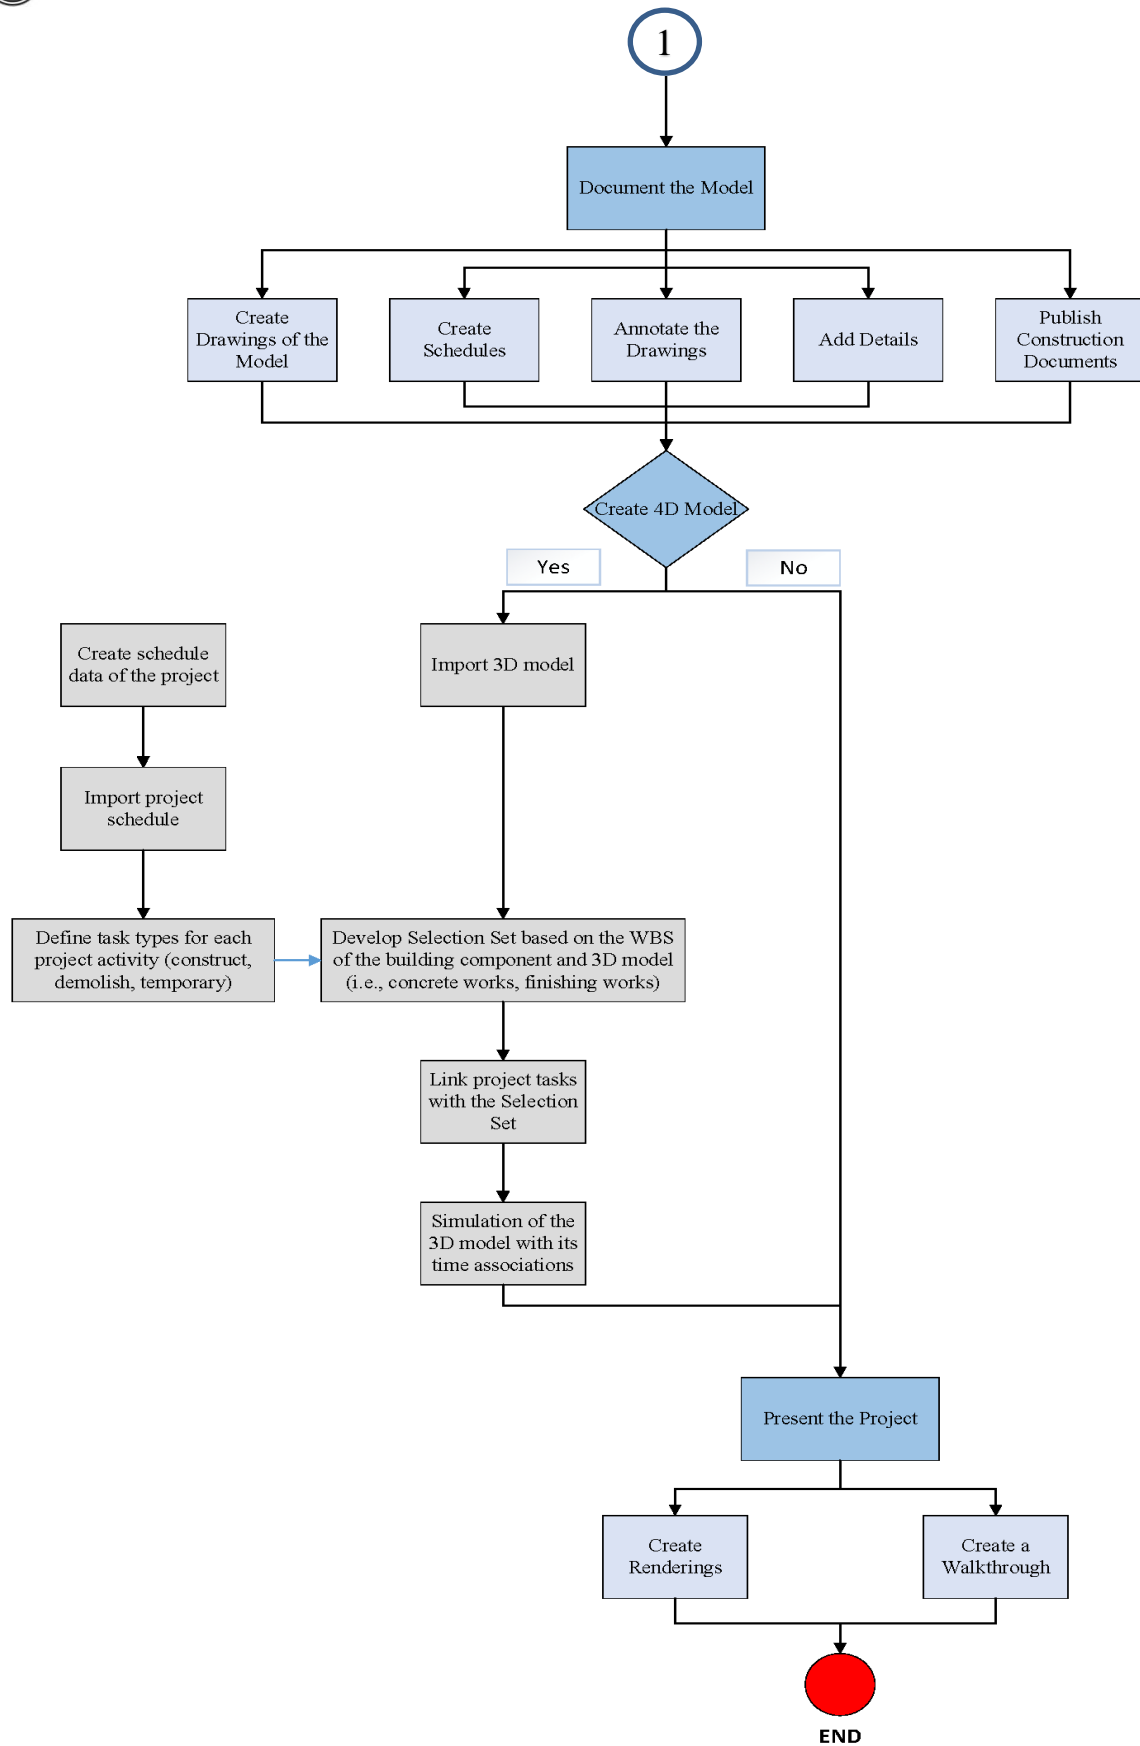 1
Document the Model
Create
Drawings of the
Model
Create
Schedules
Annotate the
Drawings
Add Details
Publish
Construction
Documents
Create 4D Model
Yes
No
Create schedule
data of the project
Import 3D model
Import project
schedule
Define task types for each
project activity (construct,
demolish, temporary)
Develop Selection Set based on the WBS
of the building component and 3D model
(i.e., concrete works, finishing works)
Link project tasks
with the Selection
Set
Simulation of the
3D model with its
time associations
Present the Project
Create
Renderings
Create a
Walkthrough
END